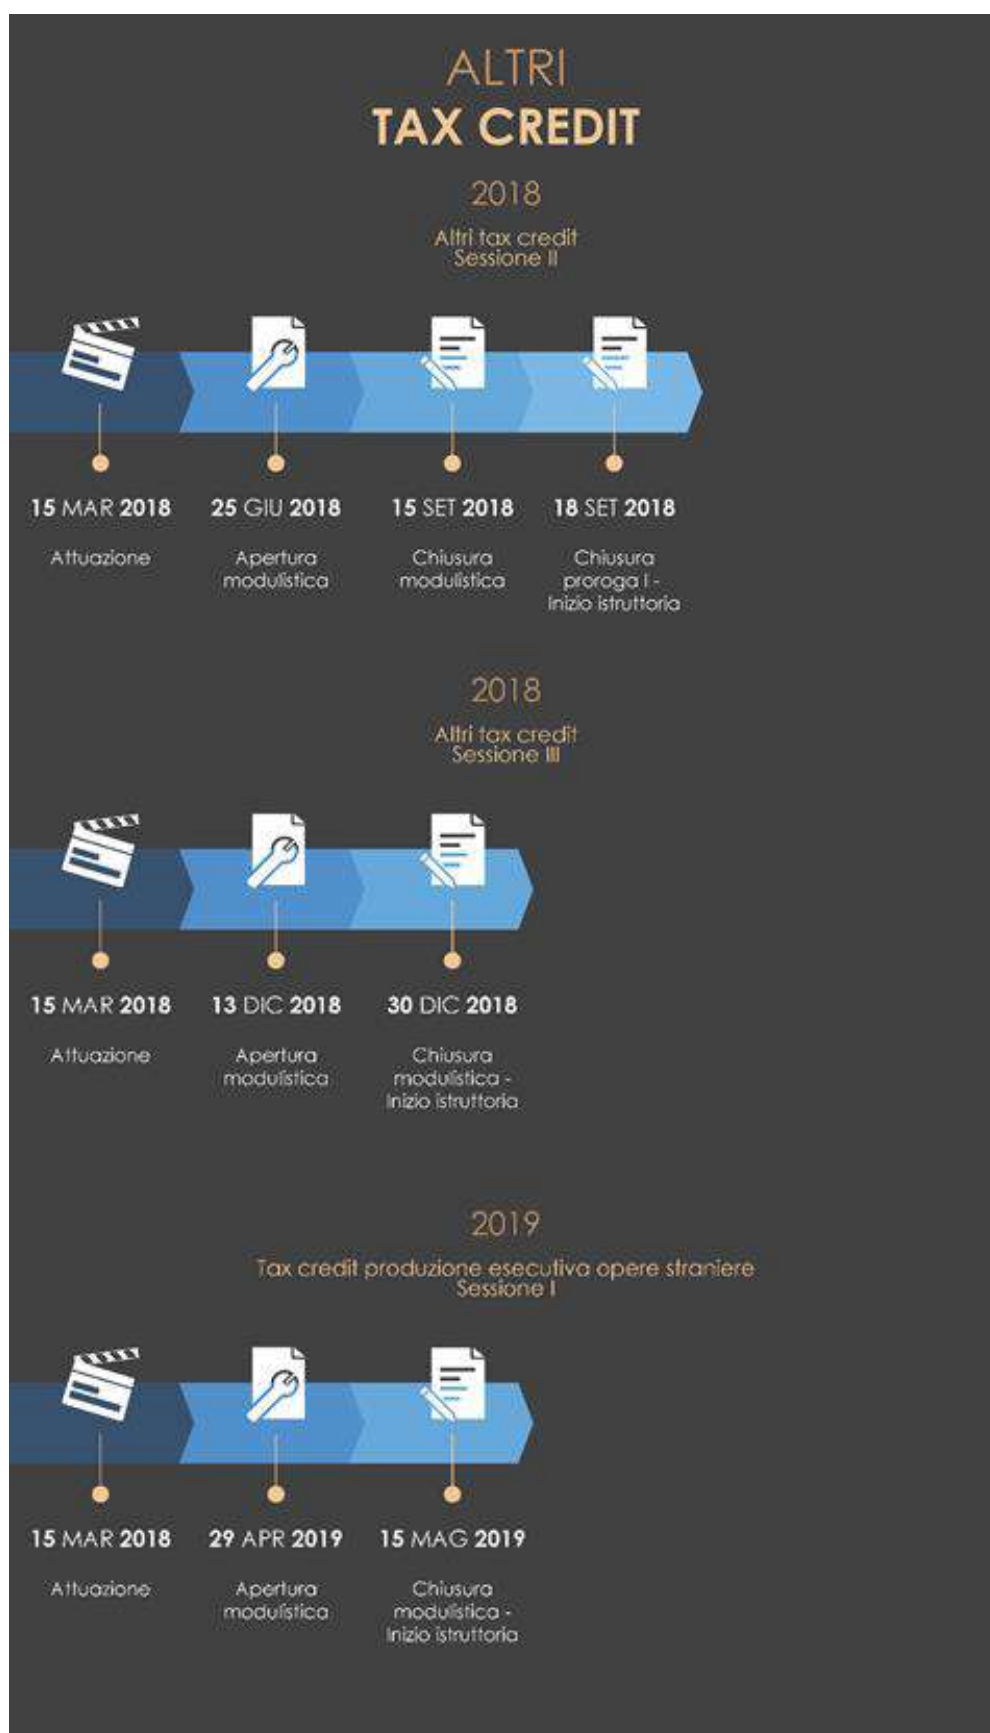 ALTRI
TAX CREDIT
2018
Altri tax credit
Sessione II
15 MAR 2018
25 GIU 2018
15 SET 2018
18 SET 2018
Attuazione
Apertura
modulistica
Chiusura
modulistica
Chiusura
proroga I -
Inizio istruttoria
2018
Altri tax credit
Sessione III
15 MAR 2018
13 DIC 2018
30 DIC 2018
Attuazione
Apertura
modulistica
Chiusura
modulistica -
Inizio istruttoria
2019
Tax credit produzione esecutiva opere straniere
Sessione I
15 MAR 2018
29 APR 2019
15 MAG 2019
Attuazione
Apertura
modulistica
Chiusura
modulistica -
Inizio istruttoria